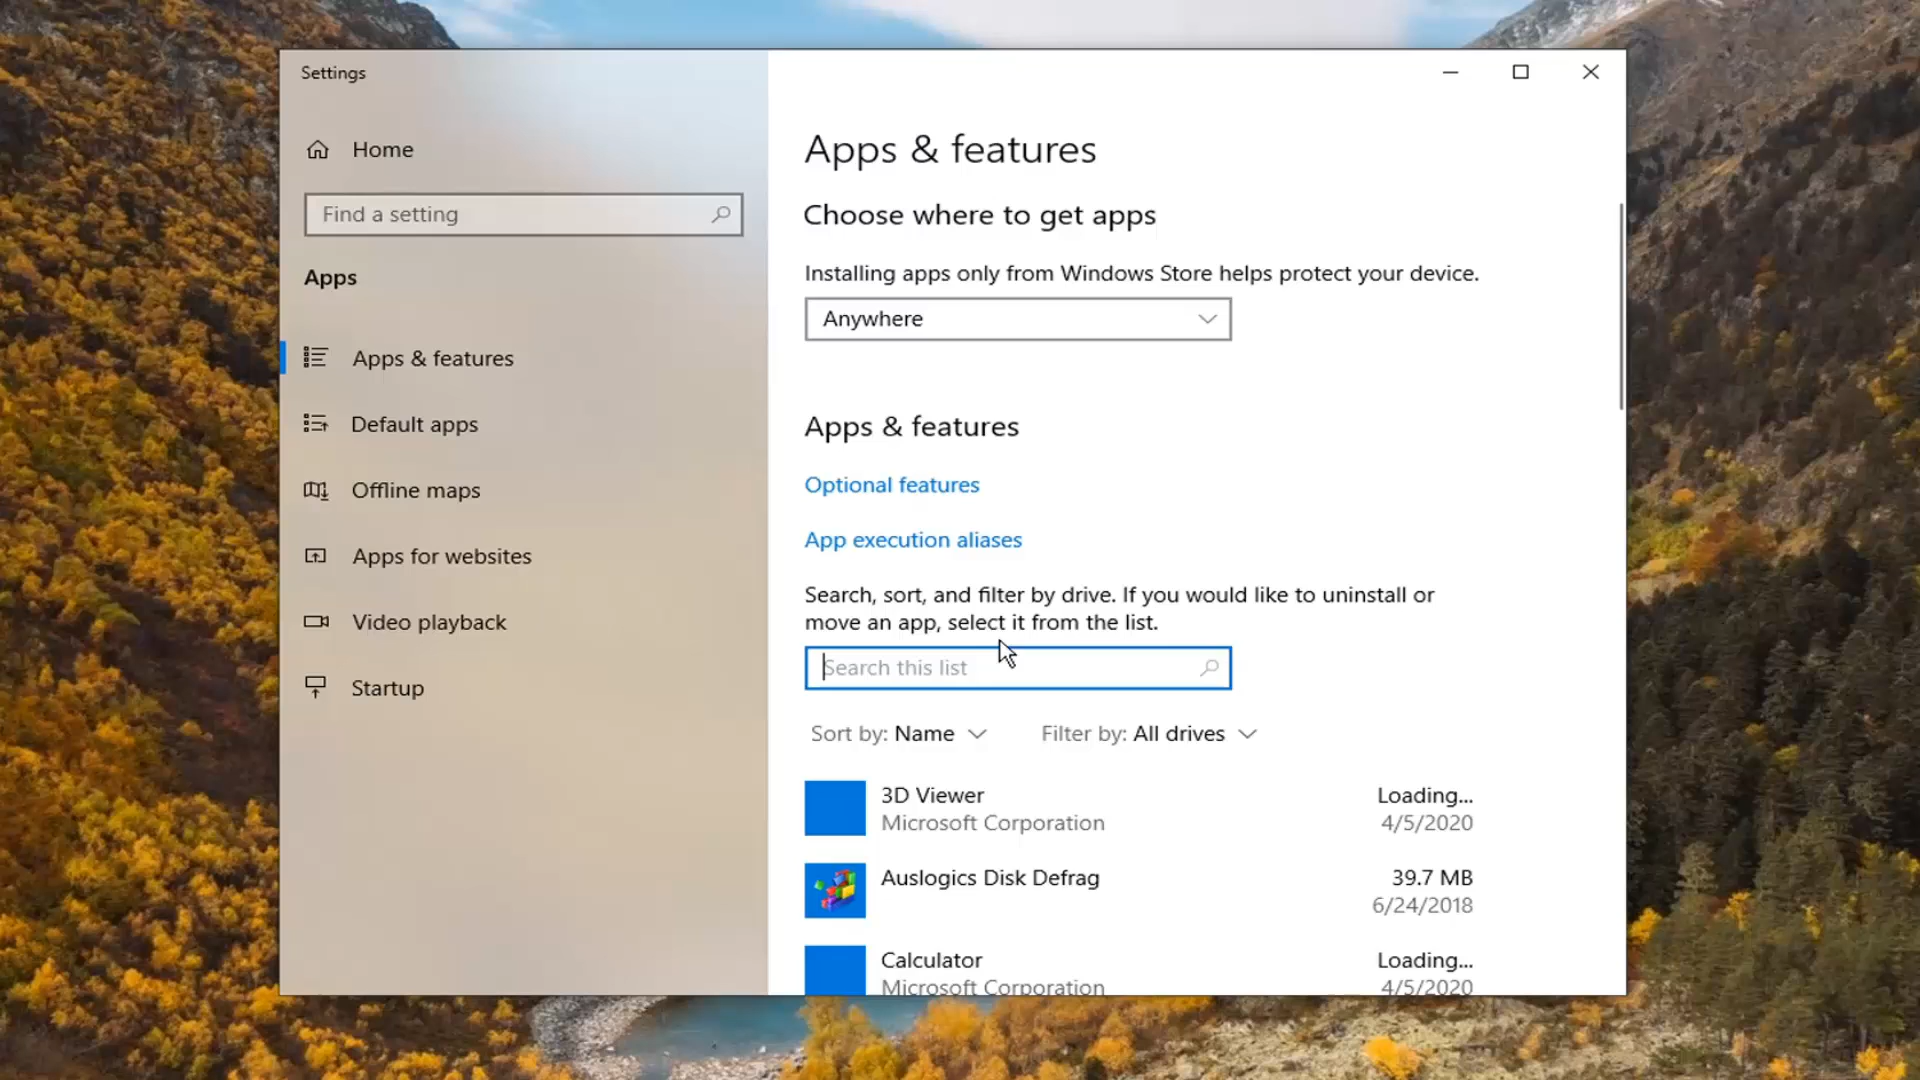 Settings
Home
Find a setting
Apps
Apps & features
Default apps
Offline maps
Apps for websites
Video playback
Startup
Apps & features
Choose where to get apps
Installing apps only from Windows Store helps protect your device.
Anywhere
Apps & features
Optional features
App execution aliases
Search, sort, and filter by drive. If you would like to uninstall or
move an app, select it from the list.
Search this list
Sort by: Name Filter by: All drives
3D Viewer Loading...
Microsoft Corporation 4/5/2020
Auslogics Disk Defrag 39.7 MB
6/24/2018
Calculator Loading...
Microsoft Corporation 4/5/2020